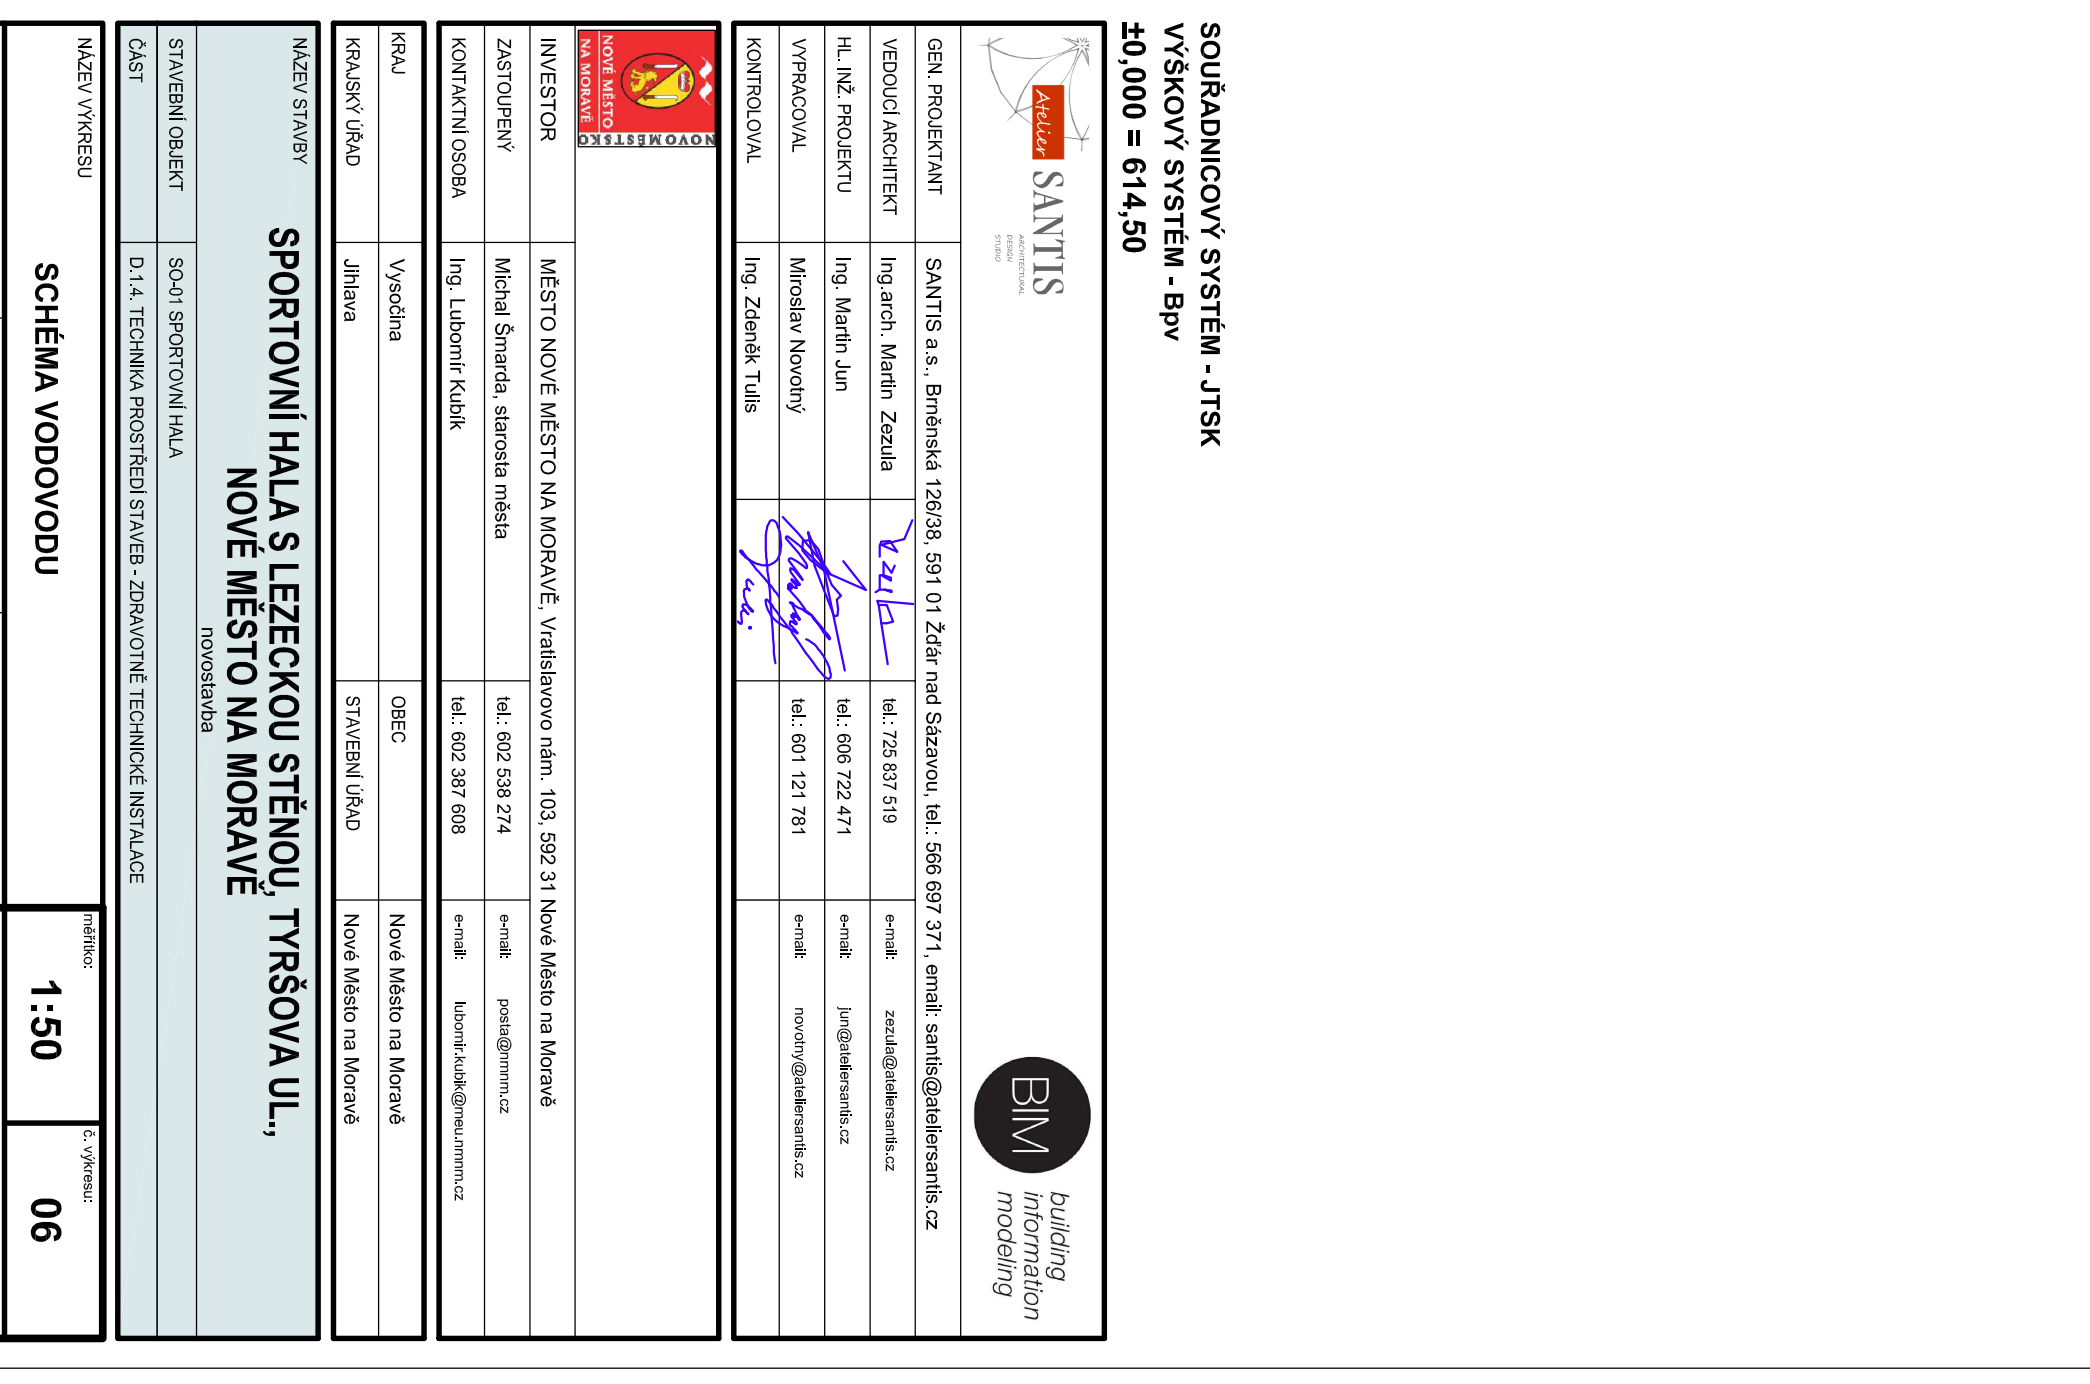 SOUŘADNICOVÝ SYSTÉM - JTSK
VÝŠKOVÝ SYSTÉM - Bpv
±0,000 = 614,50
Atelier SANTIS
ARCHITECTURAL
DESIGN
STUDIO
BIM
building
information
modeling
GEN. PROJEKTANT SANTIS a.s., Brněnská 126/38, 591 01 Žďár nad Sázavou, tel.: 566 697 371, email: santis@ateliersantis.cz
VEDOUCÍ ARCHITEKT Ing.arch. Martin Zezula tel.: 725 837 519 e-mail: zezula@ateliersantis.cz
HL. INŽ. PROJEKTU Ing. Martin Jun tel.: 606 722 471 e-mail: jun@ateliersantis.cz
VYPRACOVAL Miroslav Novotný tel.: 601 121 781 e-mail: novotny@ateliersantis.cz
KONTROLOVAL Ing. Zdeněk Tulis
NOVOMĚSTSKO
NOVÉ MĚSTO
NA MORAVĚ
INVESTOR MĚSTO NOVÉ MĚSTO NA MORAVĚ, Vratislavovo nám. 103, 592 31 Nové Město na Moravě
ZASTOUPENÝ Michal Šmarda, starosta města tel.: 602 538 274 e-mail: posta@nmnm.cz
KONTAKTNÍ OSOBA Ing. Lubomír Kubík tel.: 602 387 608 e-mail: lubomir.kubik@meu.nmnm.cz
KRAJ Vysočina OBEC Nové Město na Moravě
KRAJSKÝ ÚŘAD Jihlava STAVEBNÍ ÚŘAD Nové Město na Moravě
NÁZEV STAVBY
SPORTOVNÍ HALA S LEZECKOU STĚNOU, TYRŠOVA UL.,
NOVÉ MĚSTO NA MORAVĚ
novostavba
STAVEBNÍ OBJEKT SO-01 SPORTOVNÍ HALA
ČÁST D.1.4. TECHNIKA PROSTŘEDÍ STAVEB - ZDRAVOTNĚ TECHNICKÉ INSTALACE
NÁZEV VÝKRESU měřítko: č. výkresu:
SCHÉMA VODOVODU 1:50 06